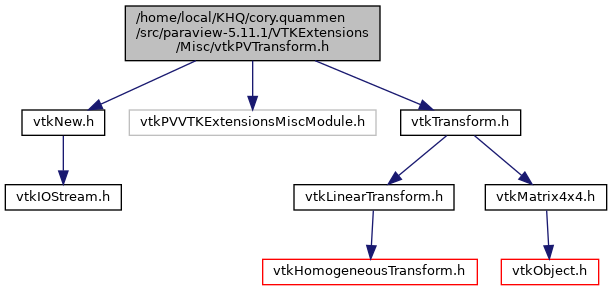 /home/local/KHQ/cory.quammen
/src/paraview-5.11.1/VTKExtensions
/Misc/vtkPVTransform.h
vtkNew.h
vtkPVVTKExtensionsMiscModule.h
vtkTransform.h
vtkIOStream.h
vtkLinearTransform.h
vtkMatrix4x4.h
vtkHomogeneousTransform.h
vtkObject.h